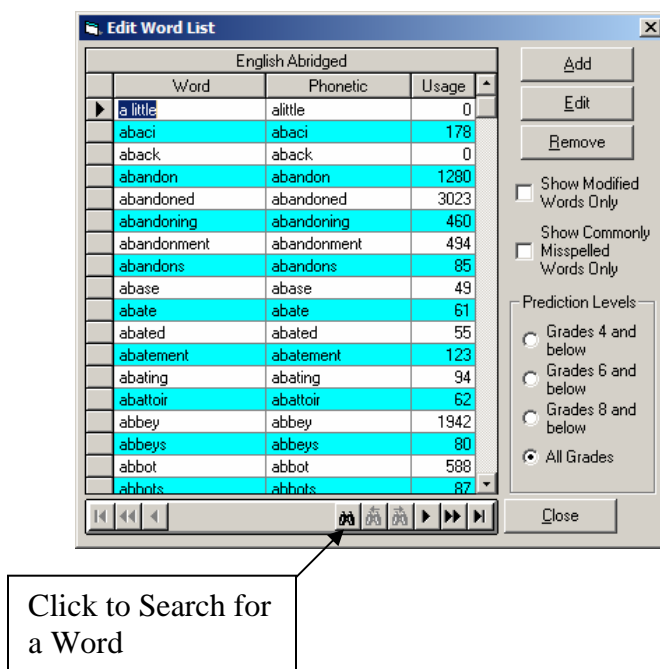 Edit Word List
English Abridged
Word Phonetic Usage
a little alittle 0
abaci abaci 178
aback aback 0
abandon abandon 1280
abandoned abandoned 3023
abandoning abandoning 460
abandonment abandonment 494
abandons abandons 85
abase abase 49
abate abate 61
abated abated 55
abatement abatement 123
abating abating 94
abattoir abattoir 62
abbey abbey 1942
abbeys abbeys 80
abbot abbot 588
abbots abbots 87
Add
Edit
Remove
Show Modified
Words Only
Show Commonly
Misspelled
Words Only
Prediction Levels
Grades 4 and
below
Grades 6 and
below
Grades 8 and
below
All Grades
Close
Click to Search for
a Word